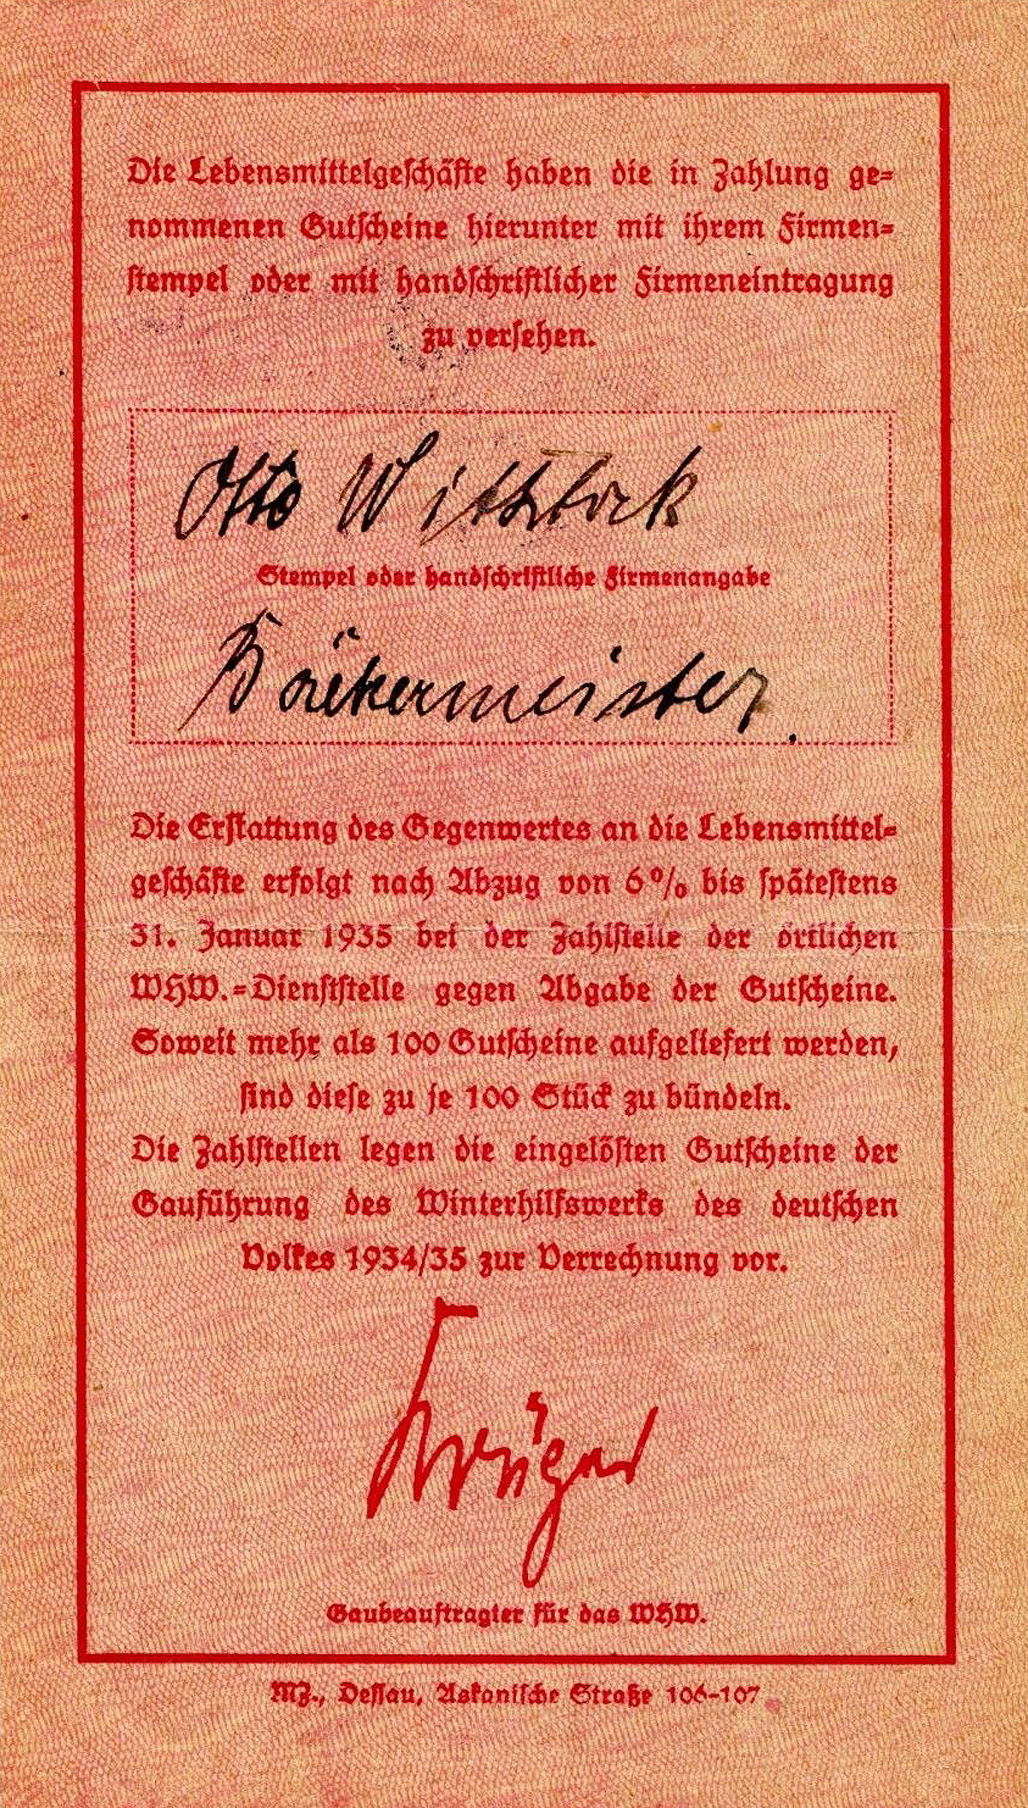 Die Lebensmittelgeschäfte haben die in Zahlung ge=
nommenen Gutscheine hierunter mit ihrem Firmen=
stempel oder mit handschriftlicher Firmeneintragung
zu versehen.
Otto
Stempel oder handschriftliche Firmenangabe
Bäckermeister.
Die Erstattung des Gegenwertes an die Lebensmittel=
geschäfte erfolgt nach Abzug von 6% bis spätestens
31. Januar 1935 bei der Zahlstelle der örtlichen
WHW.=Dienststelle gegen Abgabe der Gutscheine.
Soweit mehr als 100 Gutscheine aufgeliefert werden,
sind diese zu je 100 Stück zu bündeln.
Die Zahlstellen legen die eingelösten Gutscheine der
Gauführung des Winterhilfswerks des deutschen
Volkes 1934/35 zur Verrechnung vor.
Krüger
Gaubeauftragter für das WHW.
MZ., Dessau, Askanische Straße 106-107